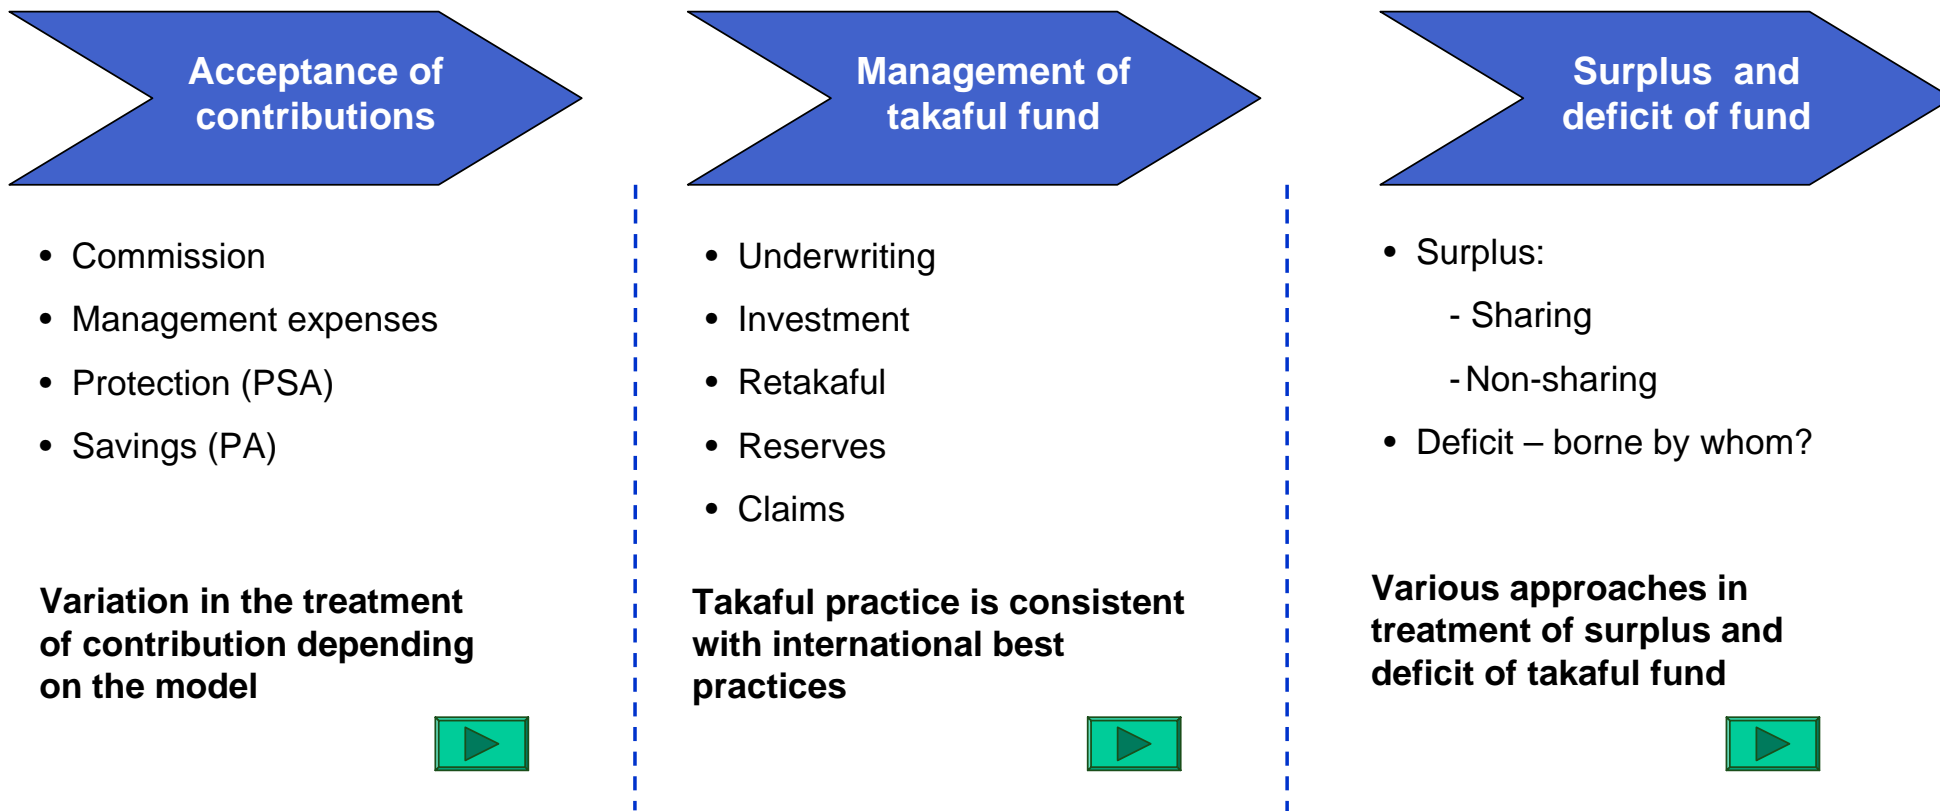 Acceptance of
contributions
• Commission
• Management expenses
• Protection (PSA)
• Savings (PA)
Variation in the treatment
of contribution depending
on the model
Management of
takaful fund
• Underwriting
• Investment
• Retakaful
• Reserves
• Claims
Takaful practice is consistent
with international best
practices
Surplus and
deficit of fund
• Surplus:
- Sharing
- Non-sharing
• Deficit – borne by whom?
Various approaches in
treatment of surplus and
deficit of takaful fund